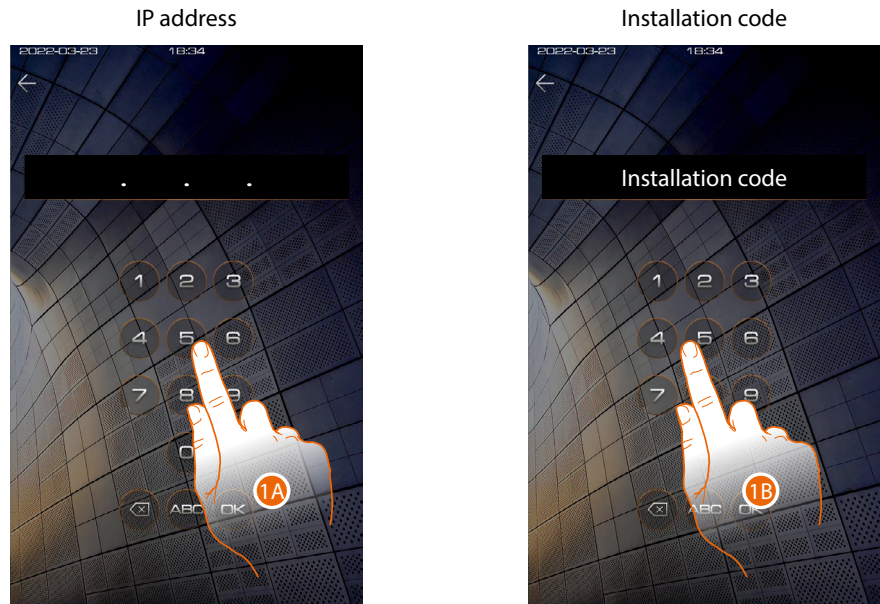 IP address
2022-03-23 18:34
. . .
1 2 3
4 5 6
7 8 9
0
ABC OK
1A
Installation code
2022-03-23 18:34
Installation code
1 2 3
4 5 6
7 9
ABC OK
1B